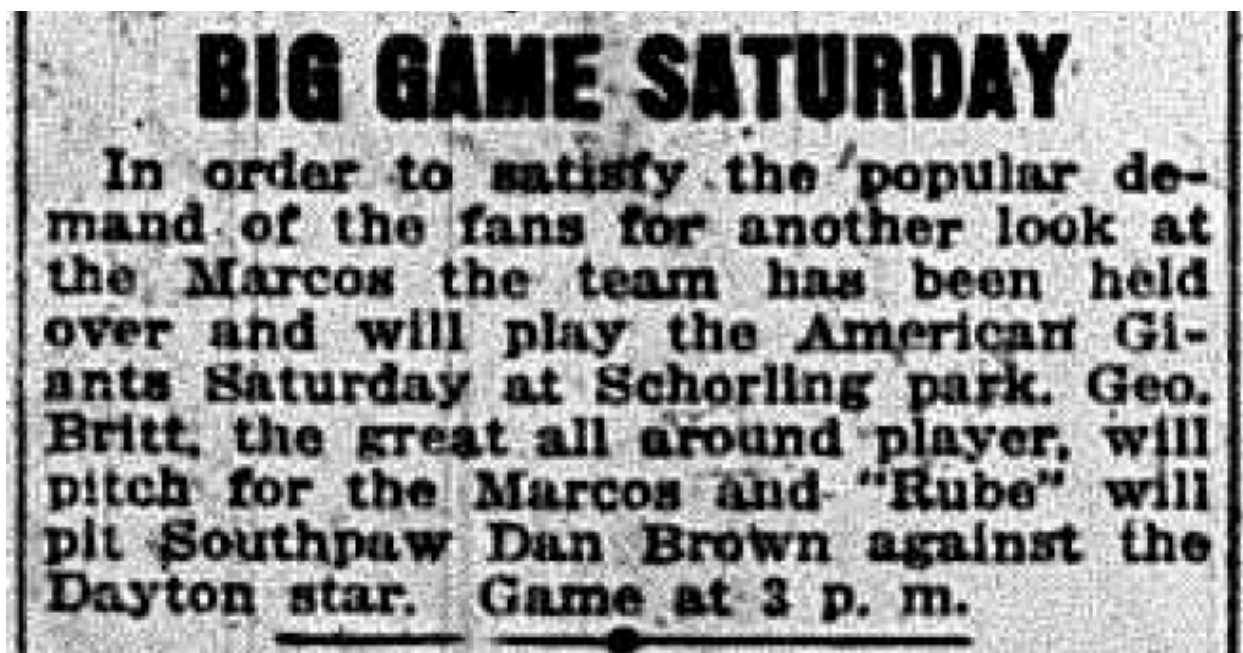 BIG GAME SATURDAY
In order to satisfy the popular de-
mand of the fans for another look at
the Marcos the team has been held
over and will play the American Gi-
ants Saturday at Schorling park. Geo.
Britt, the great all around player, will
pitch for the Marcos and "Rube" will
pit Southpaw Dan Brown against the
Dayton star. Game at 3 p. m.